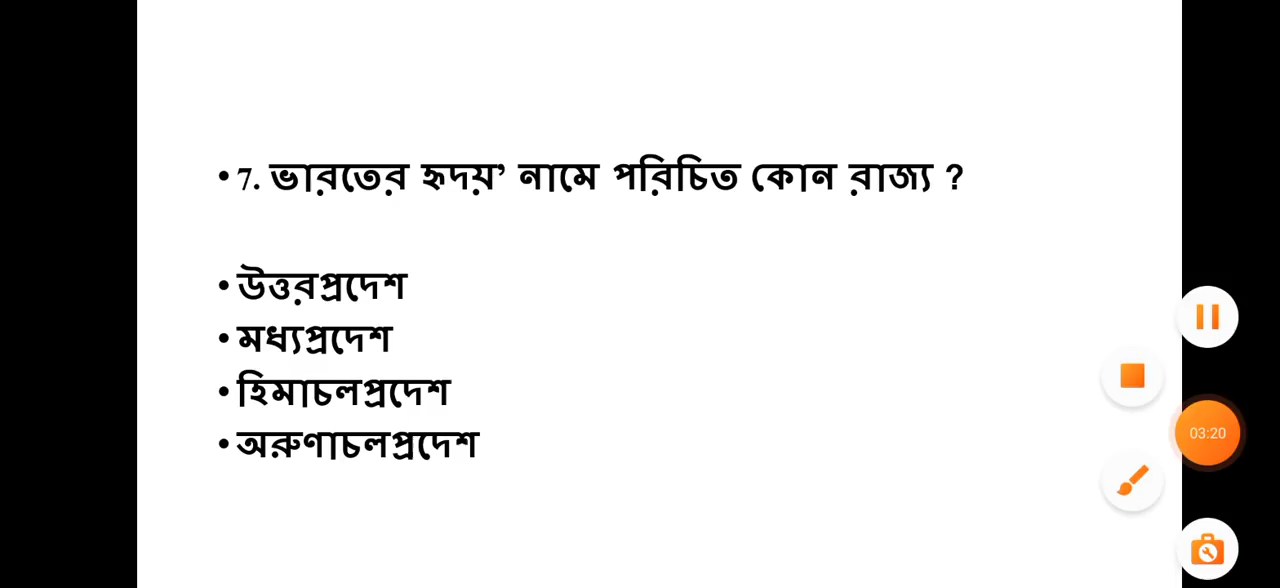 • 7. ভারতের হৃদয়’ নামে পরিচিত কোন রাজ্য ?
• উত্তরপ্রদেশ
• মধ্যপ্রদেশ
• হিমাচলপ্রদেশ
• অরুণাচলপ্রদেশ
03:20